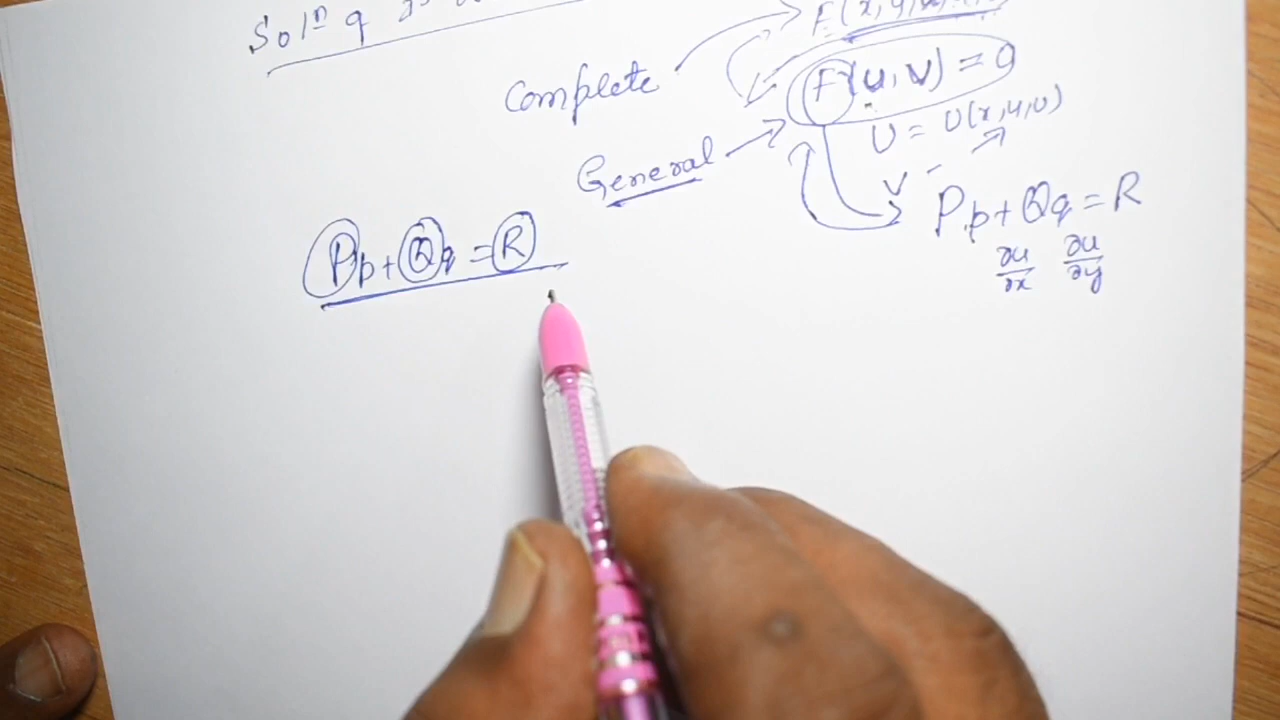 Solⁿ of
Complete
F(U, V) = 0
U = U(x, y, u)
General
V -
Pp + Qq = R
Pp + Qq = R
∂u/∂x ∂u/∂y